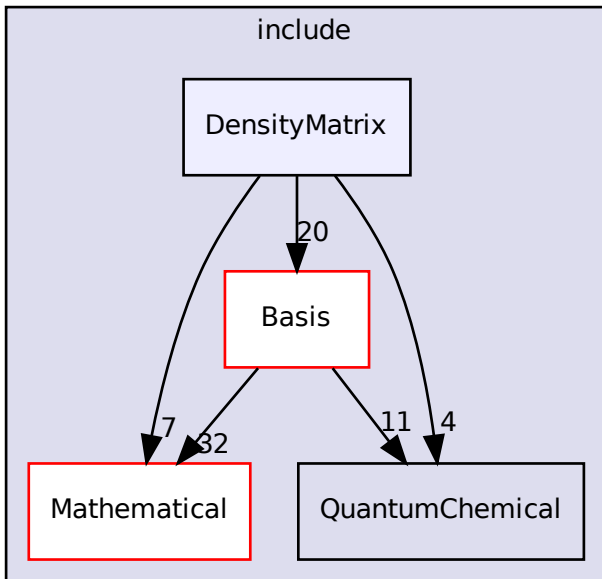 include
DensityMatrix
20
Basis
7
32
11
4
Mathematical
QuantumChemical